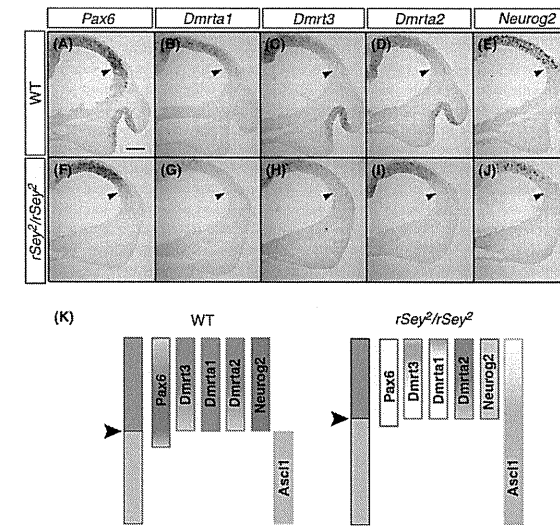 Pax6 Dmrta1 Dmrt3 Dmrta2 Neurog2
WT
(A) (B) (C) (D) (E)
rSey²/rSey²
(F) (G) (H) (I) (J)
(K)
WT
rSey²/rSey²
Pax6 Dmrt3 Dmrta1 Dmrta2 Neurog2 Ascl1
Pax6 Dmrt3 Dmrta1 Dmrta2 Neurog2 Ascl1